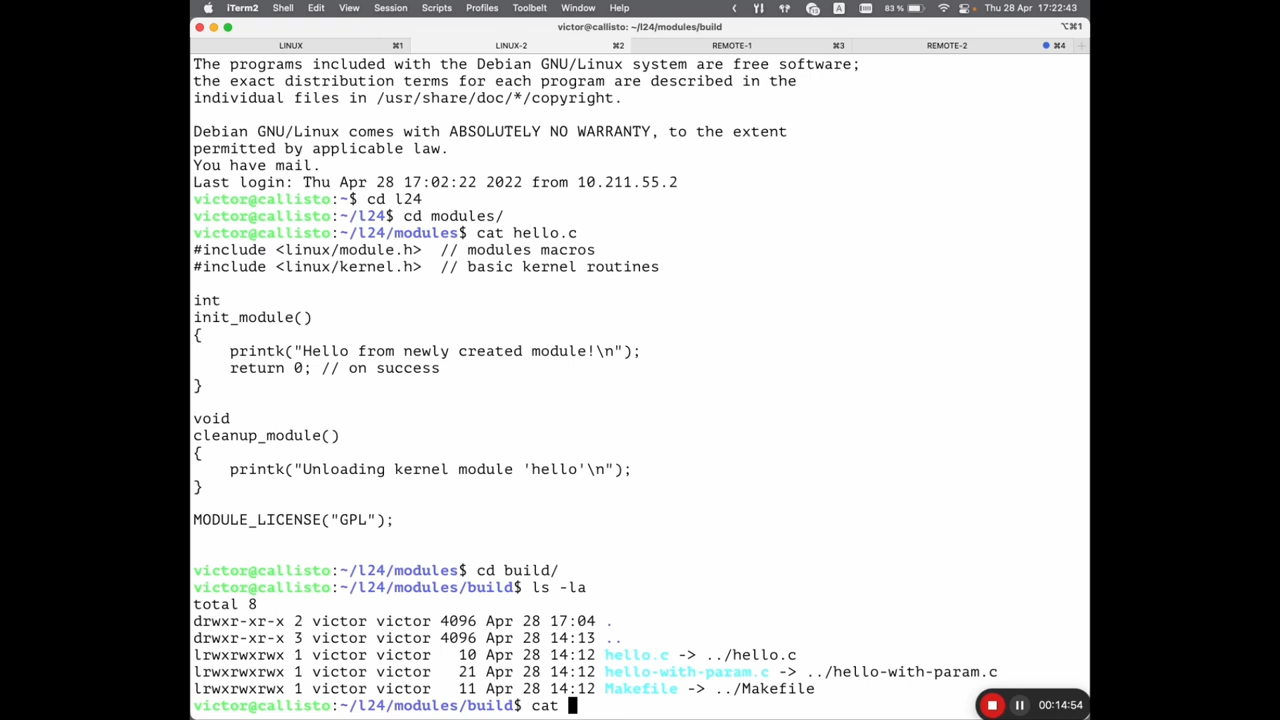 iTerm2 Shell Edit View Session Scripts Profiles Toolbelt Window Help 83 % Thu 28 Apr 17:22:43
victor@callisto: ~/l24/modules/build ⌥⌘1
LINUX ⌘1 LINUX-2 ⌘2 REMOTE-1 ⌘3 REMOTE-2 ⌘4
The programs included with the Debian GNU/Linux system are free software;
the exact distribution terms for each program are described in the
individual files in /usr/share/doc/*/copyright.
Debian GNU/Linux comes with ABSOLUTELY NO WARRANTY, to the extent
permitted by applicable law.
You have mail.
Last login: Thu Apr 28 17:02:22 2022 from 10.211.55.2
victor@callisto:~$ cd l24
victor@callisto:~/l24$ cd modules/
victor@callisto:~/l24/modules$ cat hello.c
#include <linux/module.h>  // modules macros
#include <linux/kernel.h>  // basic kernel routines
int
init_module()
{
    printk("Hello from newly created module!\n");
    return 0; // on success
}
void
cleanup_module()
{
    printk("Unloading kernel module 'hello'\n");
}
MODULE_LICENSE("GPL");
victor@callisto:~/l24/modules$ cd build/
victor@callisto:~/l24/modules/build$ ls -la
total 8
drwxr-xr-x 2 victor victor 4096 Apr 28 17:04 .
drwxr-xr-x 3 victor victor 4096 Apr 28 14:13 ..
lrwxrwxrwx 1 victor victor   10 Apr 28 14:12 hello.c -> ../hello.c
lrwxrwxrwx 1 victor victor   21 Apr 28 14:12 hello-with-param.c -> ../hello-with-param.c
lrwxrwxrwx 1 victor victor   11 Apr 28 14:12 Makefile -> ../Makefile
victor@callisto:~/l24/modules/build$ cat
00:14:54